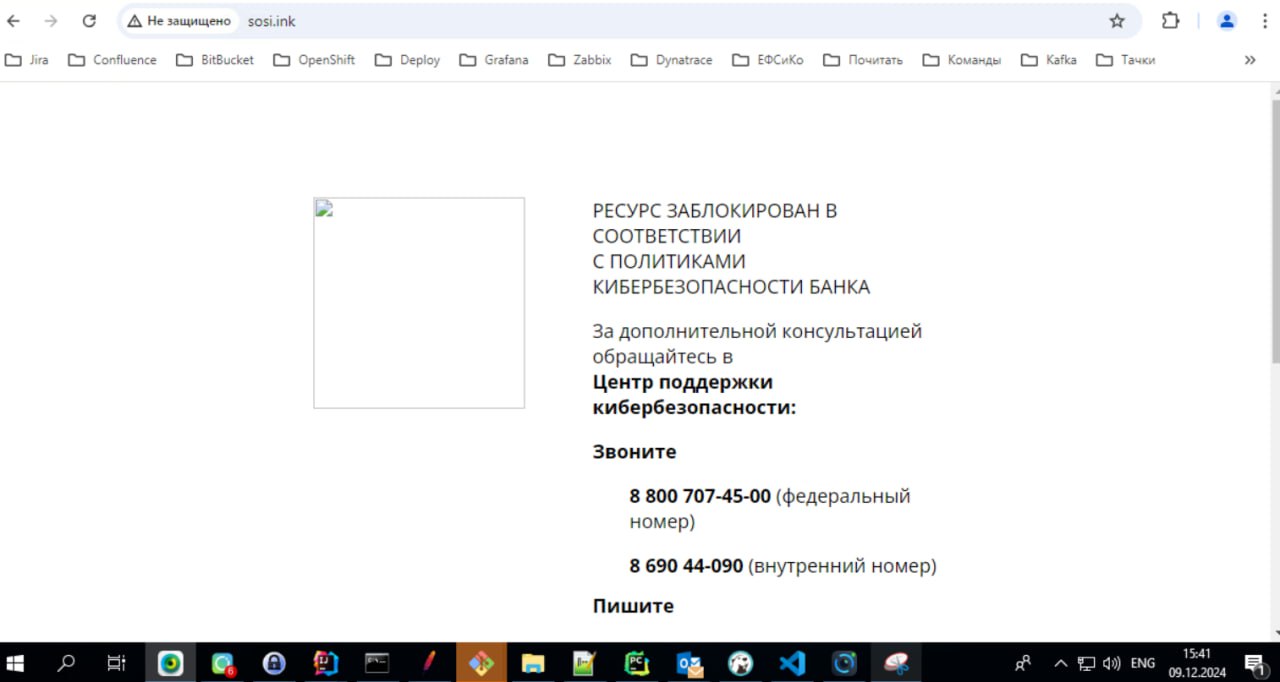 Не защищено sosi.ink
Jira Confluence BitBucket OpenShift Deploy Grafana Zabbix Dynatrace ЕФСиКо Почитать Команды Kafka Тачки
РЕСУРС ЗАБЛОКИРОВАН В
СООТВЕТСТВИИ
С ПОЛИТИКАМИ
КИБЕРБЕЗОПАСНОСТИ БАНКА
За дополнительной консультацией
обращайтесь в
Центр поддержки
кибербезопасности:
Звоните
8 800 707-45-00 (федеральный
номер)
8 690 44-090 (внутренний номер)
Пишите
ENG
15:41
09.12.2024